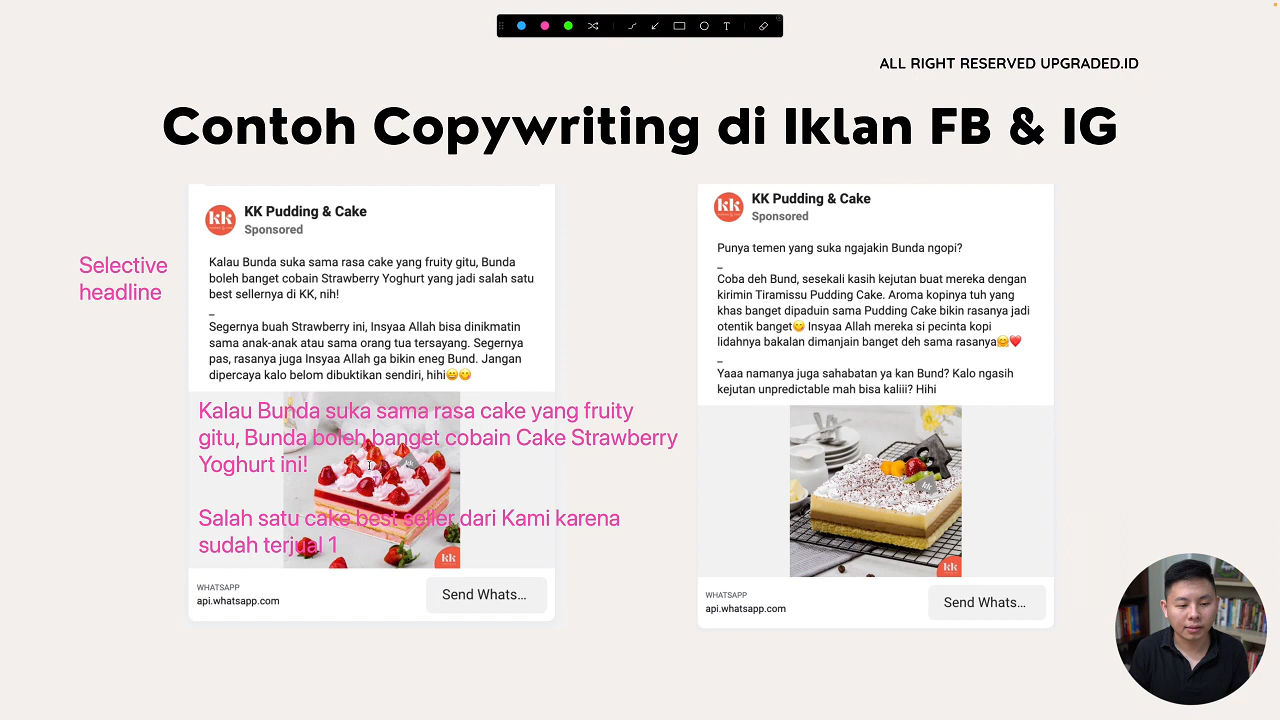 T
ALL RIGHT RESERVED UPGRADED.ID
Contoh Copywriting di Iklan FB & IG
kk
KK Pudding & Cake
Sponsored
Selective
headline
Kalau Bunda suka sama rasa cake yang fruity gitu, Bunda
boleh banget cobain Strawberry Yoghurt yang jadi salah satu
best sellernya di KK, nih!
_
Segernya buah Strawberry ini, Insyaa Allah bisa dinikmatin
sama anak-anak atau sama orang tua tersayang. Segernya
pas, rasanya juga Insyaa Allah ga bikin eneg Bund. Jangan
dipercaya kalo belom dibuktikan sendiri, hihi😄😋
Kalau Bunda suka sama rasa cake yang fruity
gitu, Bunda boleh banget cobain Cake Strawberry
Yoghurt ini!
Salah satu cake best seller dari Kami karena
sudah terjual 1
kk
WHATSAPP
api.whatsapp.com
Send Whats...
kk
KK Pudding & Cake
Sponsored
Punya temen yang suka ngajakin Bunda ngopi?
_
Coba deh Bund, sesekali kasih kejutan buat mereka dengan
kirimin Tiramissu Pudding Cake. Aroma kopinya tuh yang
khas banget dipaduin sama Pudding Cake bikin rasanya jadi
otentik banget😋 Insyaa Allah mereka si pecinta kopi
lidahnya bakalan dimanjain banget deh sama rasanya🤗❤️
_
Yaaa namanya juga sahabatan ya kan Bund? Kalo ngasih
kejutan unpredictable mah bisa kaliii? Hihi
kk
WHATSAPP
api.whatsapp.com
Send Whats...